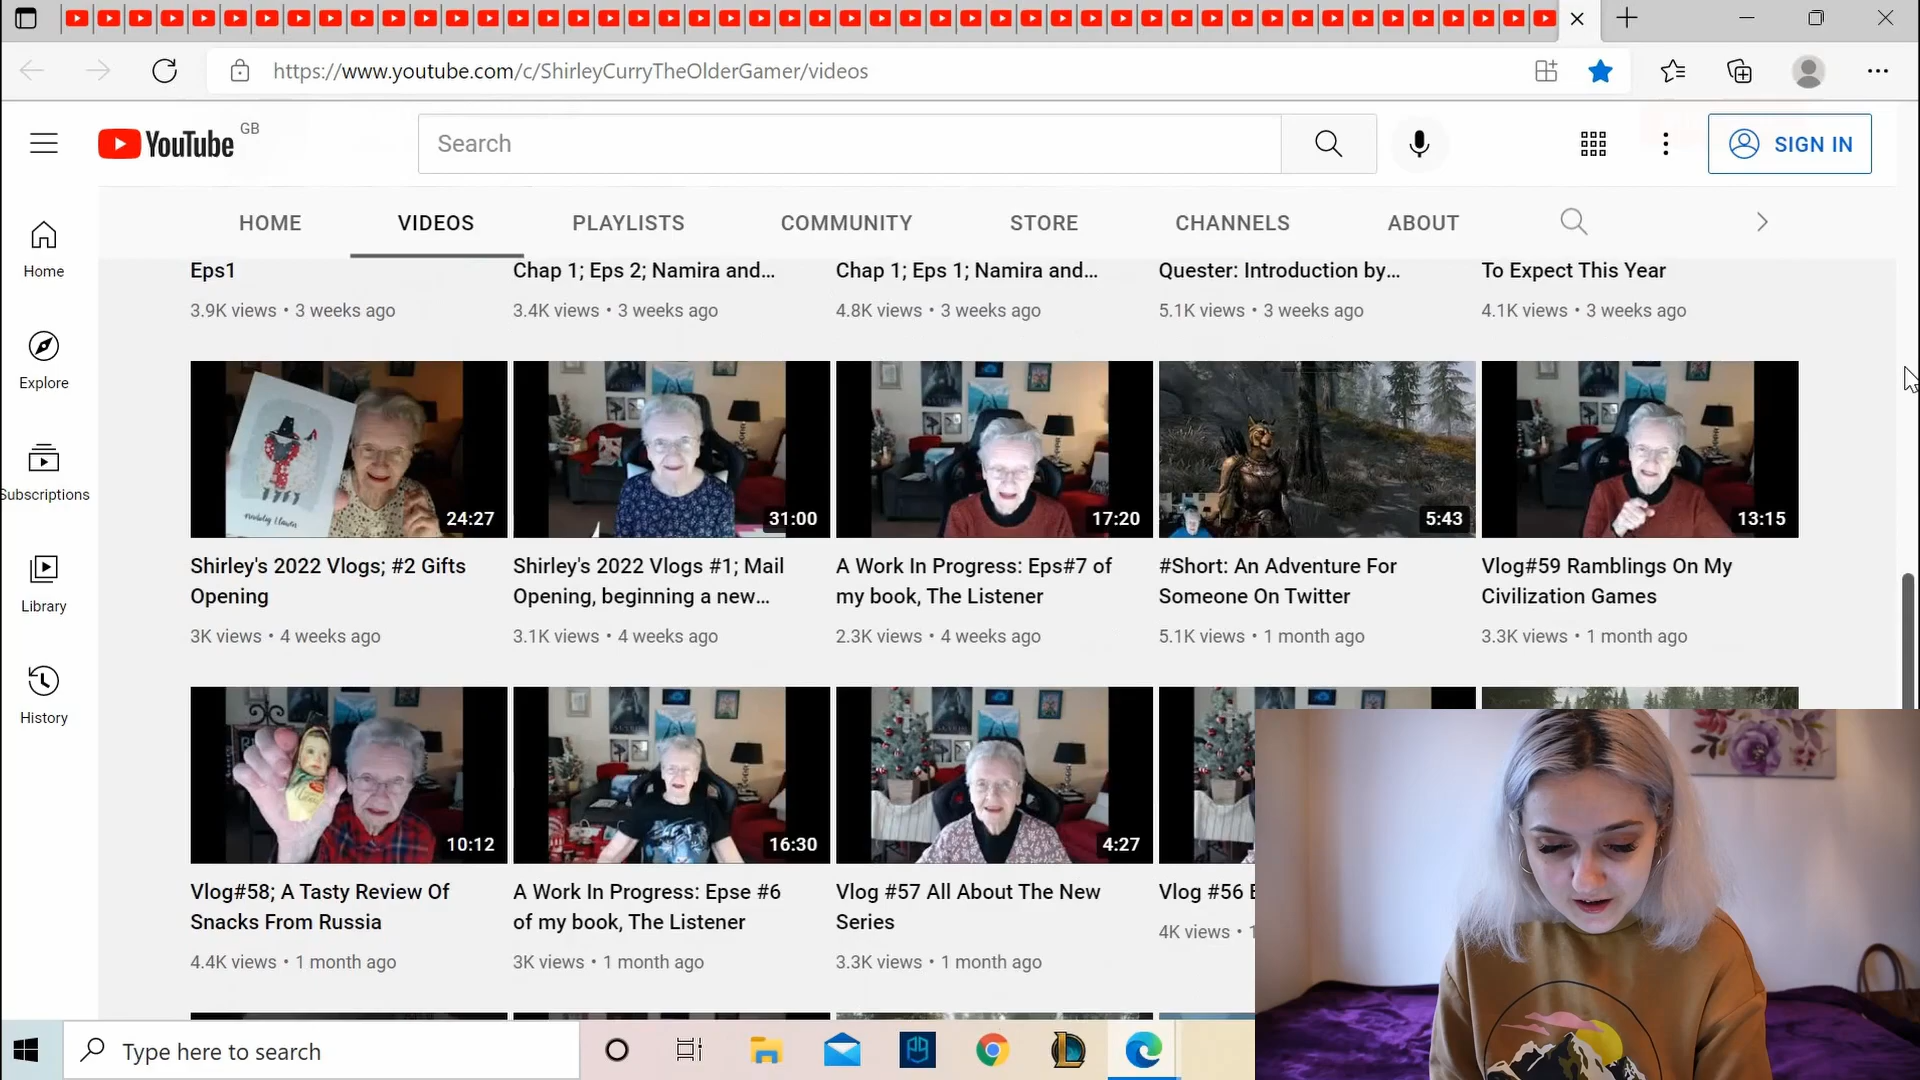 https://www.youtube.com/c/ShirleyCurryTheOlderGamer/videos
YouTube GB
Search
SIGN IN
HOME
VIDEOS
PLAYLISTS
COMMUNITY
STORE
CHANNELS
ABOUT
Home
Explore
Subscriptions
Library
History
Eps1
3.9K views • 3 weeks ago
Chap 1; Eps 2; Namira and...
3.4K views • 3 weeks ago
Chap 1; Eps 1; Namira and...
4.8K views • 3 weeks ago
Quester: Introduction by...
5.1K views • 3 weeks ago
To Expect This Year
4.1K views • 3 weeks ago
24:27
Shirley's 2022 Vlogs; #2 Gifts
Opening
3K views • 4 weeks ago
31:00
Shirley's 2022 Vlogs #1; Mail
Opening, beginning a new...
3.1K views • 4 weeks ago
17:20
A Work In Progress: Eps#7 of
my book, The Listener
2.3K views • 4 weeks ago
5:43
#Short: An Adventure For
Someone On Twitter
5.1K views • 1 month ago
13:15
Vlog#59 Ramblings On My
Civilization Games
3.3K views • 1 month ago
10:12
Vlog#58; A Tasty Review Of
Snacks From Russia
4.4K views • 1 month ago
16:30
A Work In Progress: Epse #6
of my book, The Listener
3K views • 1 month ago
4:27
Vlog #57 All About The New
Series
3.3K views • 1 month ago
Vlog #56
4K views •
Type here to search